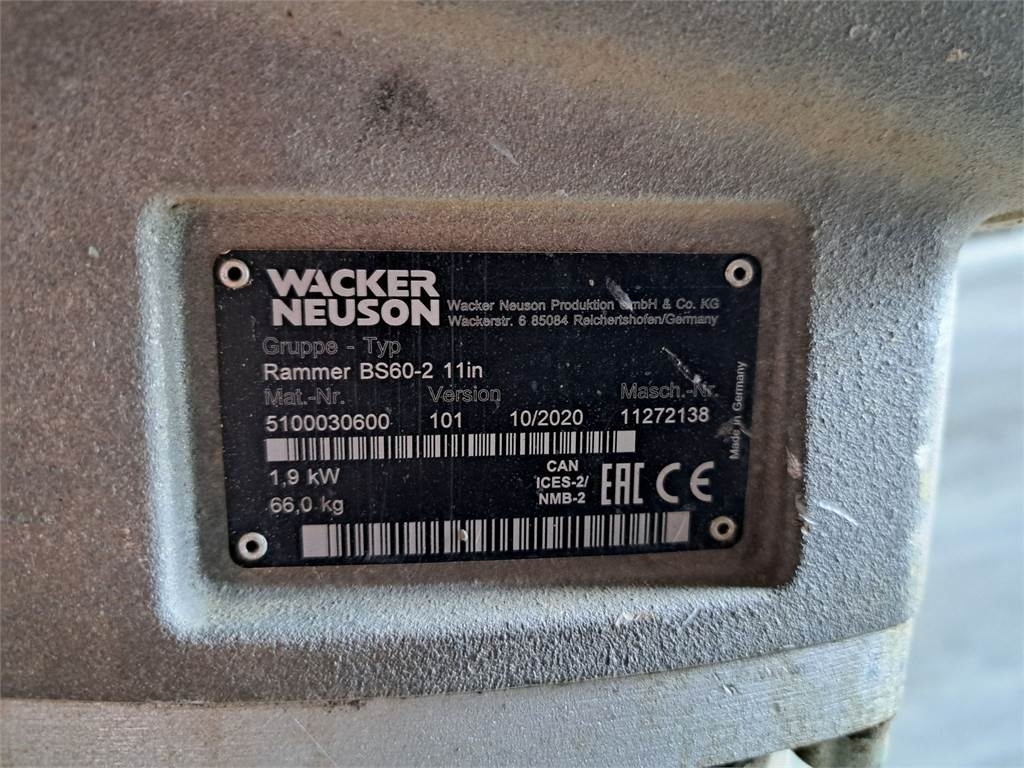 WACKER
NEUSON
Wacker Neuson Produktion GmbH & Co. KG
Wackerstr. 6 85084 Reichertshofen/Germany
Gruppe - Typ
Rammer BS60-2 11in
Mat.-Nr. Version Masch.-Nr.
5100030600 101 10/2020 11272138
1,9 kW
66,0 kg
CAN
ICES-2/
NMB-2
EAC CE
Made in Germany